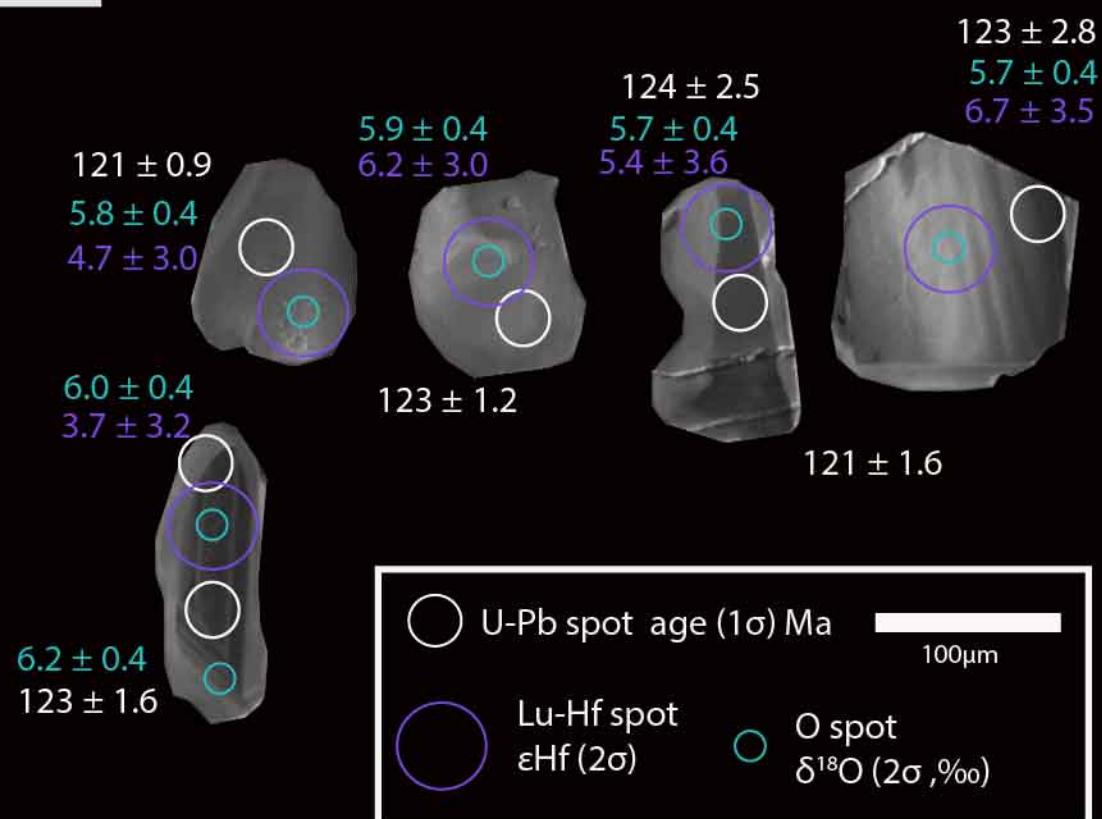 123 ± 2.8
5.7 ± 0.4
6.7 ± 3.5
124 ± 2.5
5.7 ± 0.4
5.4 ± 3.6
5.9 ± 0.4
6.2 ± 3.0
121 ± 0.9
5.8 ± 0.4
4.7 ± 3.0
123 ± 1.2
121 ± 1.6
6.0 ± 0.4
3.7 ± 3.2
6.2 ± 0.4
123 ± 1.6
U-Pb spot age (1σ) Ma
100μm
Lu-Hf spot
εHf (2σ)
O spot
δ¹⁸O (2σ ,‰)